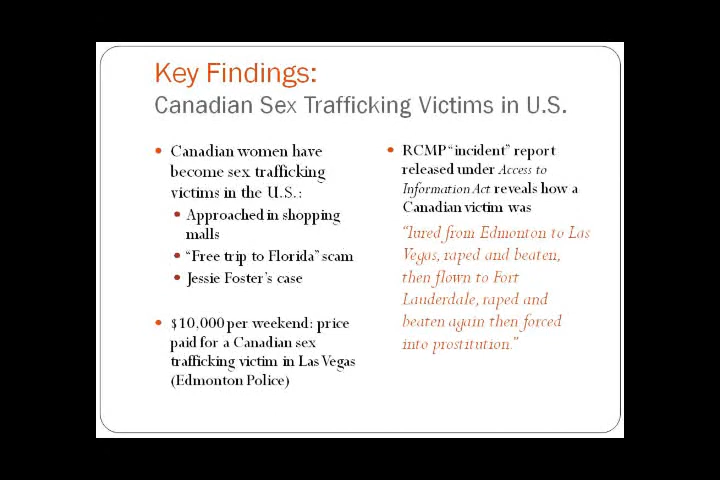 Key Findings:
Canadian Sex Trafficking Victims in U.S.
• Canadian women have
become sex trafficking
victims in the U.S.:
• Approached in shopping
malls
• "Free trip to Florida" scam
• Jessie Foster's case
• $10,000 per weekend: price
paid for a Canadian sex
trafficking victim in Las Vegas
(Edmonton Police)
• RCMP "incident" report
released under Access to
Information Act reveals how a
Canadian victim was
"lured from Edmonton to Las
Vegas, raped and beaten,
then flown to Fort
Lauderdale, raped and
beaten again then forced
into prostitution."